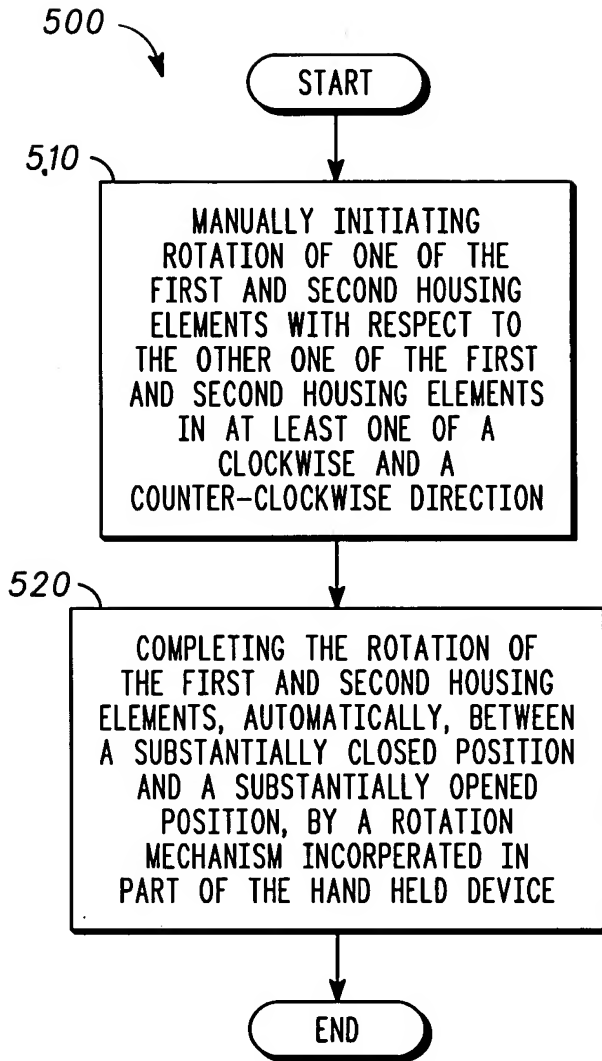 500
START
510
MANUALLY INITIATING
ROTATION OF ONE OF THE
FIRST AND SECOND HOUSING
ELEMENTS WITH RESPECT TO
THE OTHER ONE OF THE FIRST
AND SECOND HOUSING ELEMENTS
IN AT LEAST ONE OF A
CLOCKWISE AND A
COUNTER-CLOCKWISE DIRECTION
520
COMPLETING THE ROTATION OF
THE FIRST AND SECOND HOUSING
ELEMENTS, AUTOMATICALLY, BETWEEN
A SUBSTANTIALLY CLOSED POSITION
AND A SUBSTANTIALLY OPENED
POSITION, BY A ROTATION
MECHANISM INCORPERATED IN
PART OF THE HAND HELD DEVICE
END